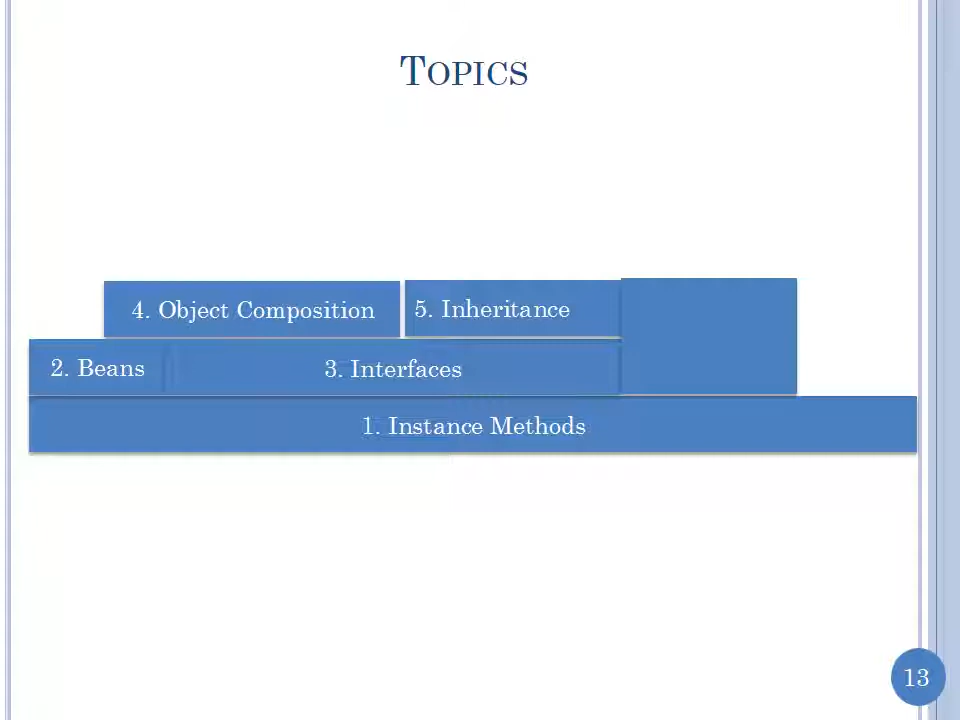 TOPICS
4. Object Composition
5. Inheritance
2. Beans
3. Interfaces
1. Instance Methods
13